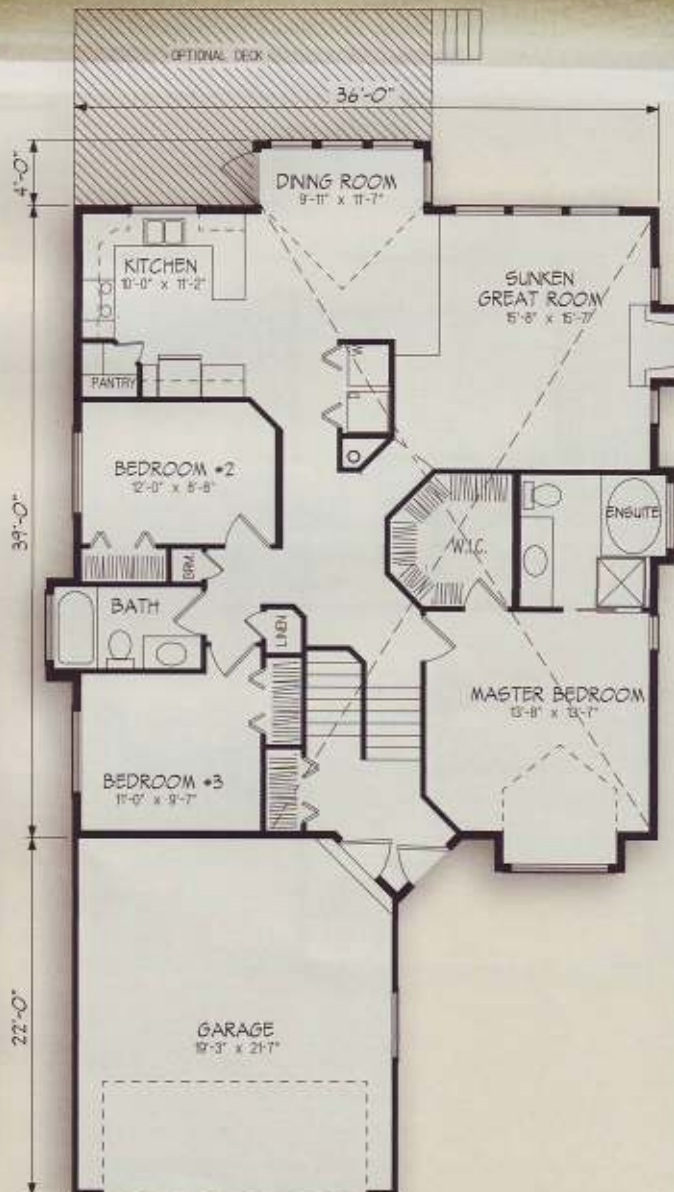 OPTIONAL DECK
36'-0"
4'-0"
DINING ROOM
9'-11" x 11'-7"
KITCHEN
10'-0" x 11'-2"
SUNKEN
GREAT ROOM
15'-8" x 15'-7"
W
D
PANTRY
BEDROOM #2
12'-0" x 8'-8"
39'-0"
W.I.C.
ENSUITE
BRM.
BATH
LINEN
MASTER BEDROOM
13'-8" x 13'-7"
BEDROOM #3
11'-0" x 9'-7"
22'-0"
GARAGE
19'-3" x 21'-7"